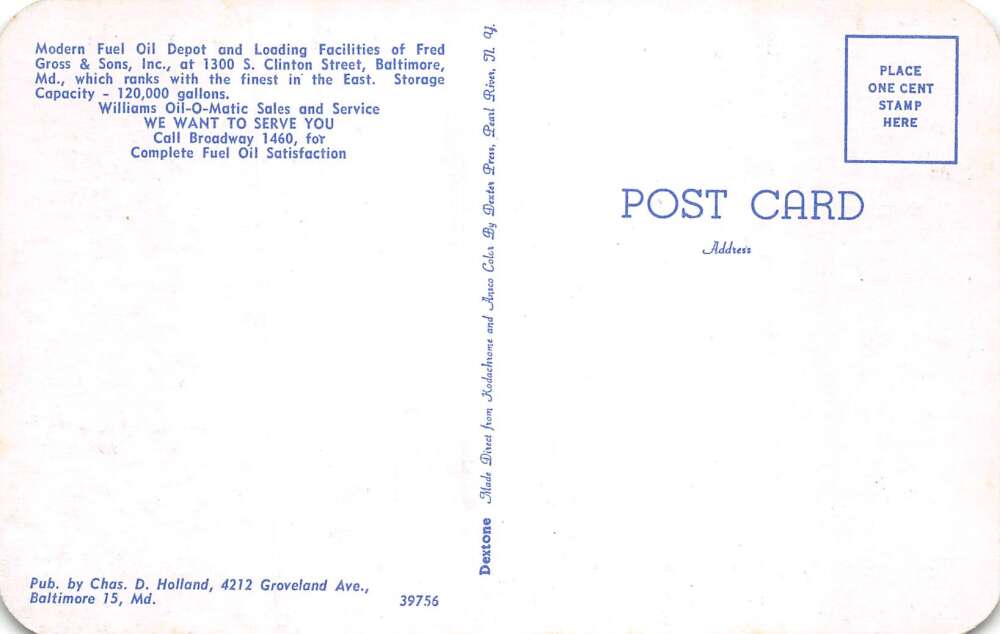 Modern Fuel Oil Depot and Loading Facilities of Fred
Gross & Sons, Inc., at 1300 S. Clinton Street, Baltimore,
Md., which ranks with the finest in the East. Storage
Capacity - 120,000 gallons.
Williams Oil-O-Matic Sales and Service
WE WANT TO SERVE YOU
Call Broadway 1460, for
Complete Fuel Oil Satisfaction
Pub. by Chas. D. Holland, 4212 Groveland Ave.,
Baltimore 15, Md. 39756
Dextone Made Direct from Kodachrome and Ansco Color By Dexter Press, Pearl River, N. Y.
PLACE
ONE CENT
STAMP
HERE
POST CARD
Address